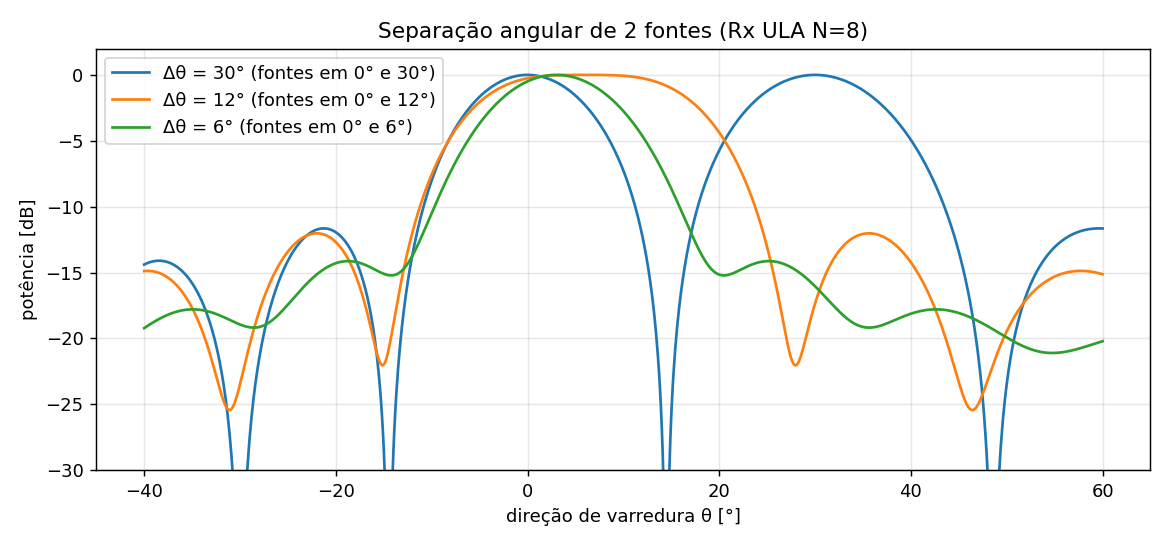 Separação angular de 2 fontes (Rx ULA N=8)
Δθ = 30° (fontes em 0° e 30°)
Δθ = 12° (fontes em 0° e 12°)
Δθ = 6° (fontes em 0° e 6°)
potência [dB]
0
−5
−10
−15
−20
−25
−30
−40
−20
0
20
40
60
direção de varredura θ [°]